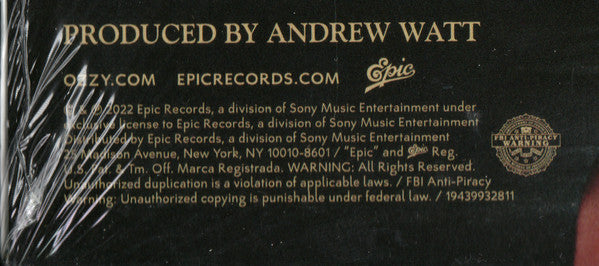 PRODUCED BY ANDREW WATT
OZZY.COM EPICRECORDS.COM Epic
℗ & © 2022 Epic Records, a division of Sony Music Entertainment under
exclusive license to Epic Records, a division of Sony Music Entertainment
Distributed by Epic Records, a division of Sony Music Entertainment
25 Madison Avenue, New York, NY 10010-8601 / "Epic" and Epic Reg.
U.S. Pat. & Tm. Off. Marca Registrada. WARNING: All Rights Reserved.
Unauthorized duplication is a violation of applicable laws. / FBI Anti-Piracy
Warning: Unauthorized copying is punishable under federal law. / 19439932811
FBI ANTI-PIRACY
WARNING